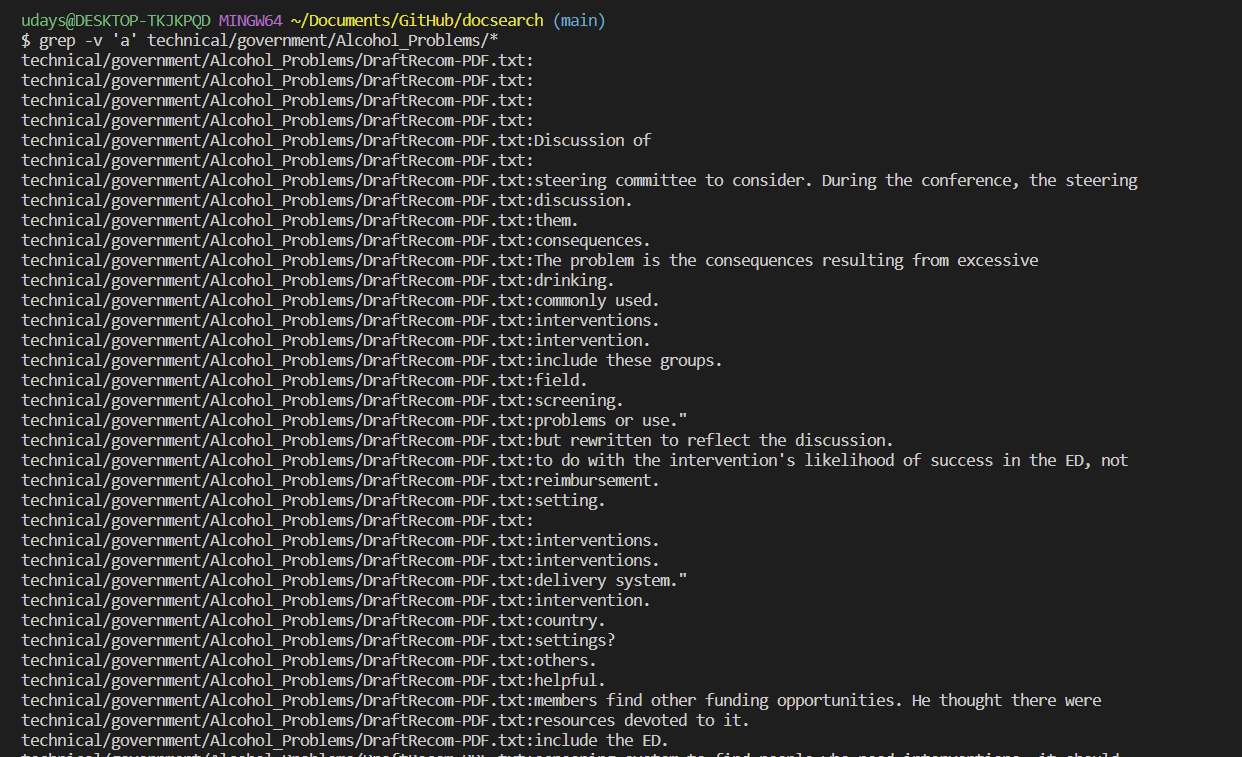 udays@DESKTOP-TKJKPQD MINGW64 ~/Documents/GitHub/docsearch (main)
$ grep -v 'a' technical/government/Alcohol_Problems/*
technical/government/Alcohol_Problems/DraftRecom-PDF.txt:
technical/government/Alcohol_Problems/DraftRecom-PDF.txt:
technical/government/Alcohol_Problems/DraftRecom-PDF.txt:
technical/government/Alcohol_Problems/DraftRecom-PDF.txt:
technical/government/Alcohol_Problems/DraftRecom-PDF.txt:Discussion of
technical/government/Alcohol_Problems/DraftRecom-PDF.txt:
technical/government/Alcohol_Problems/DraftRecom-PDF.txt:steering committee to consider. During the conference, the steering
technical/government/Alcohol_Problems/DraftRecom-PDF.txt:discussion.
technical/government/Alcohol_Problems/DraftRecom-PDF.txt:them.
technical/government/Alcohol_Problems/DraftRecom-PDF.txt:consequences.
technical/government/Alcohol_Problems/DraftRecom-PDF.txt:The problem is the consequences resulting from excessive
technical/government/Alcohol_Problems/DraftRecom-PDF.txt:drinking.
technical/government/Alcohol_Problems/DraftRecom-PDF.txt:commonly used.
technical/government/Alcohol_Problems/DraftRecom-PDF.txt:interventions.
technical/government/Alcohol_Problems/DraftRecom-PDF.txt:intervention.
technical/government/Alcohol_Problems/DraftRecom-PDF.txt:include these groups.
technical/government/Alcohol_Problems/DraftRecom-PDF.txt:field.
technical/government/Alcohol_Problems/DraftRecom-PDF.txt:screening.
technical/government/Alcohol_Problems/DraftRecom-PDF.txt:problems or use."
technical/government/Alcohol_Problems/DraftRecom-PDF.txt:but rewritten to reflect the discussion.
technical/government/Alcohol_Problems/DraftRecom-PDF.txt:to do with the intervention's likelihood of success in the ED, not
technical/government/Alcohol_Problems/DraftRecom-PDF.txt:reimbursement.
technical/government/Alcohol_Problems/DraftRecom-PDF.txt:setting.
technical/government/Alcohol_Problems/DraftRecom-PDF.txt:
technical/government/Alcohol_Problems/DraftRecom-PDF.txt:interventions.
technical/government/Alcohol_Problems/DraftRecom-PDF.txt:interventions.
technical/government/Alcohol_Problems/DraftRecom-PDF.txt:delivery system."
technical/government/Alcohol_Problems/DraftRecom-PDF.txt:intervention.
technical/government/Alcohol_Problems/DraftRecom-PDF.txt:country.
technical/government/Alcohol_Problems/DraftRecom-PDF.txt:settings?
technical/government/Alcohol_Problems/DraftRecom-PDF.txt:others.
technical/government/Alcohol_Problems/DraftRecom-PDF.txt:helpful.
technical/government/Alcohol_Problems/DraftRecom-PDF.txt:members find other funding opportunities. He thought there were
technical/government/Alcohol_Problems/DraftRecom-PDF.txt:resources devoted to it.
technical/government/Alcohol_Problems/DraftRecom-PDF.txt:include the ED.